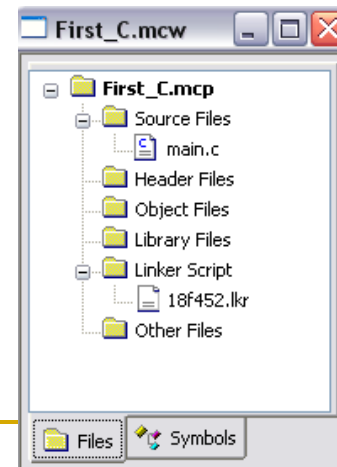 First_C.mcw
First_C.mcp
Source Files
main.c
Header Files
Object Files
Library Files
Linker Script
18f452.lkr
Other Files
Files Symbols